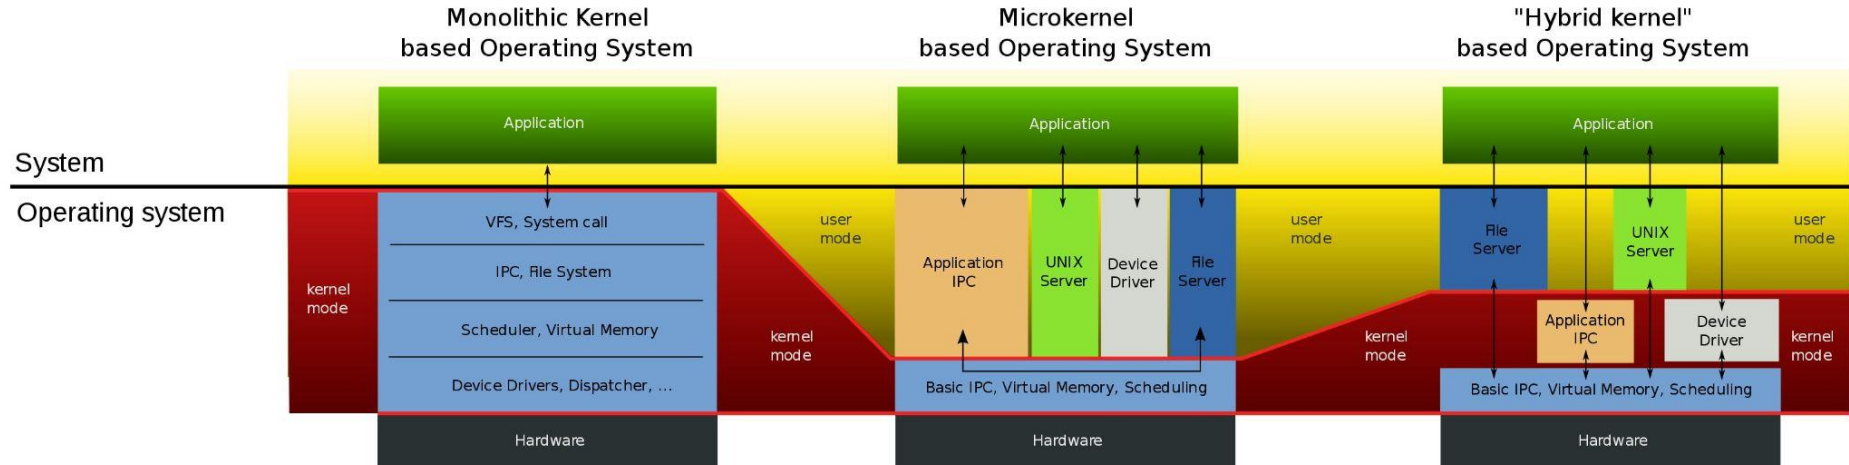 Monolithic Kernel
based Operating System
Microkernel
based Operating System
"Hybrid kernel"
based Operating System
System
Operating system
Application
VFS, System call
IPC, File System
Scheduler, Virtual Memory
Device Drivers, Dispatcher, ...
Hardware
kernel
mode
kernel
mode
user
mode
Application
Application
IPC
UNIX
Server
Device
Driver
File
Server
Basic IPC, Virtual Memory, Scheduling
Hardware
user
mode
kernel
mode
Application
File
Server
UNIX
Server
Application
IPC
Device
Driver
Basic IPC, Virtual Memory, Scheduling
Hardware
user
mode
kernel
mode